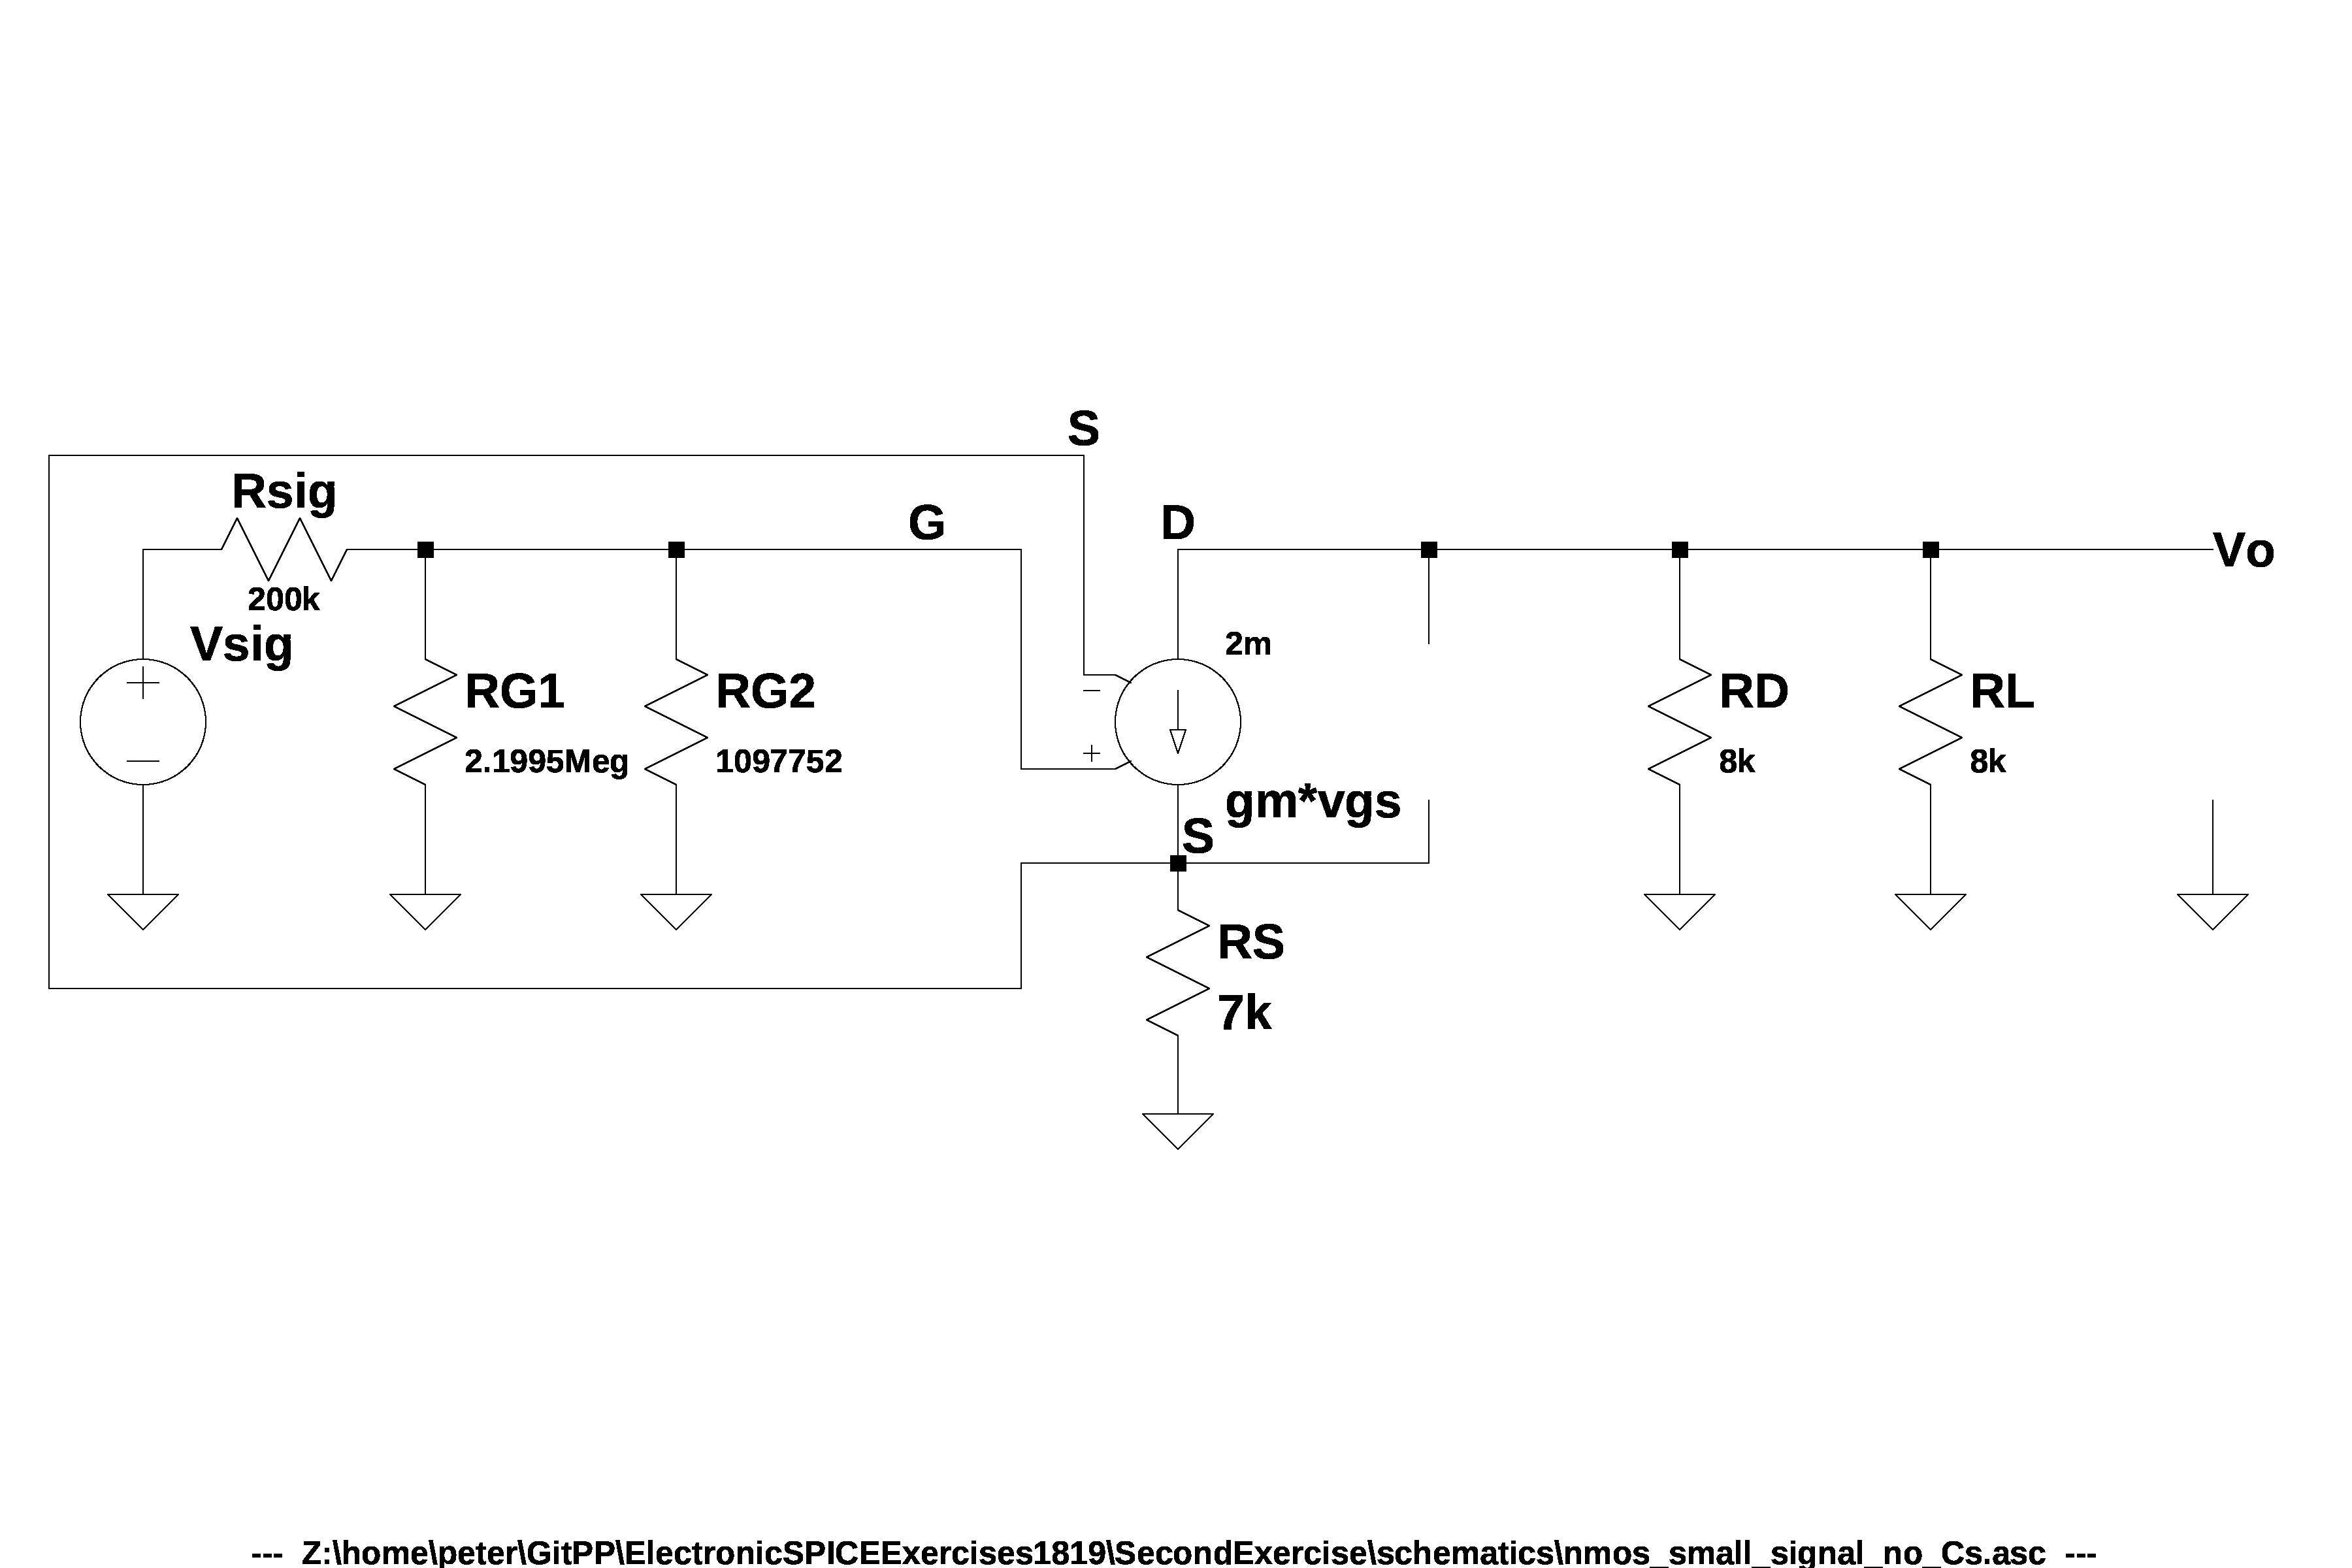 S
Rsig
G
D
Vo
200k
Vsig
2m
RG1
RG2
RD
RL
2.1995Meg
1097752
8k
8k
gm*vgs
S
RS
7k
--- Z:\home\peter\GitPP\ElectronicSPICEExercises1819\SecondExercise\schematics\nmos_small_signal_no_Cs.asc ---